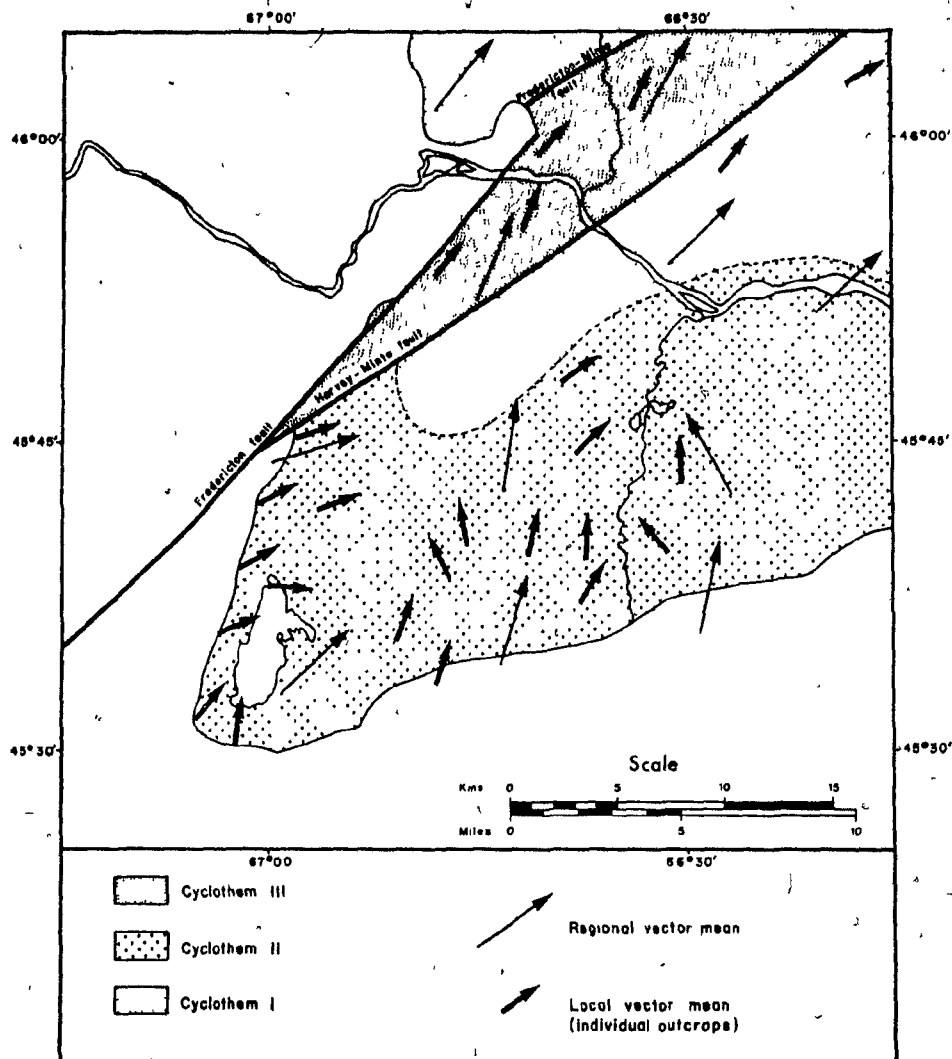 67°00' 66°30'
Fredericton-Minto
fault
46°00' 46°00'
Harvey-Minto fault
Fredericton fault
45°45' 45°45'
45°30' 45°30'
Scale
Kms 0 5 10 15
Miles 0 5 10
67°00 66°30
Cyclothem III
Regional vector mean
Cyclothem II
Cyclothem I
Local vector mean
(individual outcrops)